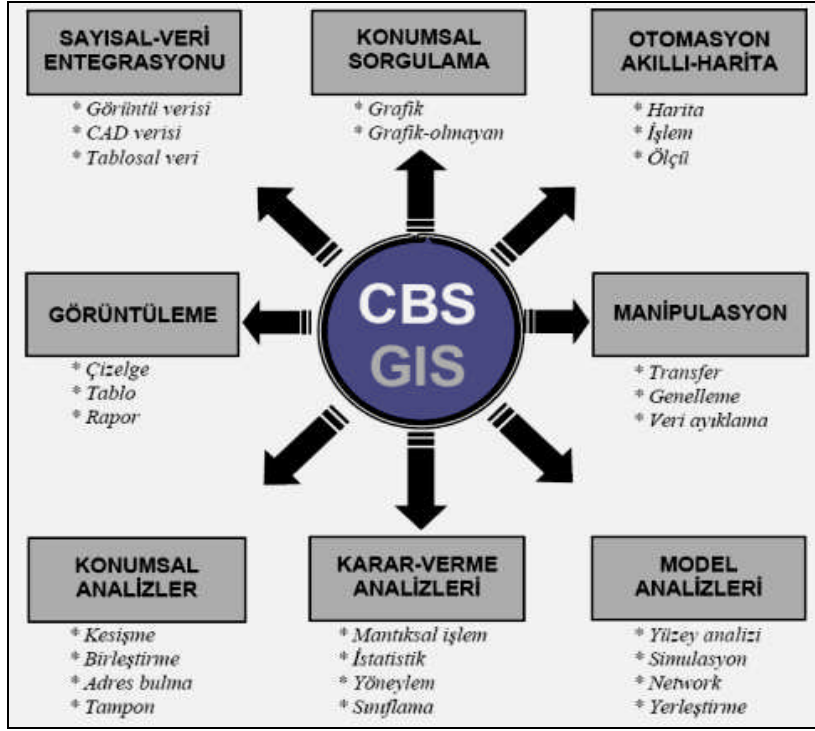 SAYISAL-VERİ
ENTEGRASYONU
* Görüntü verisi
* CAD verisi
* Tablosal veri
KONUMSAL
SORGULAMA
* Grafik
* Grafik-olmayan
OTOMASYON
AKILLI-HARİTA
* Harita
* İşlem
* Ölçü
GÖRÜNTÜLEME
* Çizelge
* Tablo
* Rapor
CBS
GIS
MANİPULASYON
* Transfer
* Genelleme
* Veri ayıklama
KONUMSAL
ANALİZLER
* Kesişme
* Birleştirme
* Adres bulma
* Tampon
KARAR-VERME
ANALİZLERİ
* Mantıksal işlem
* İstatistik
* Yöneylem
* Sınıflama
MODEL
ANALİZLERİ
* Yüzey analizi
* Simulasyon
* Network
* Yerleştirme